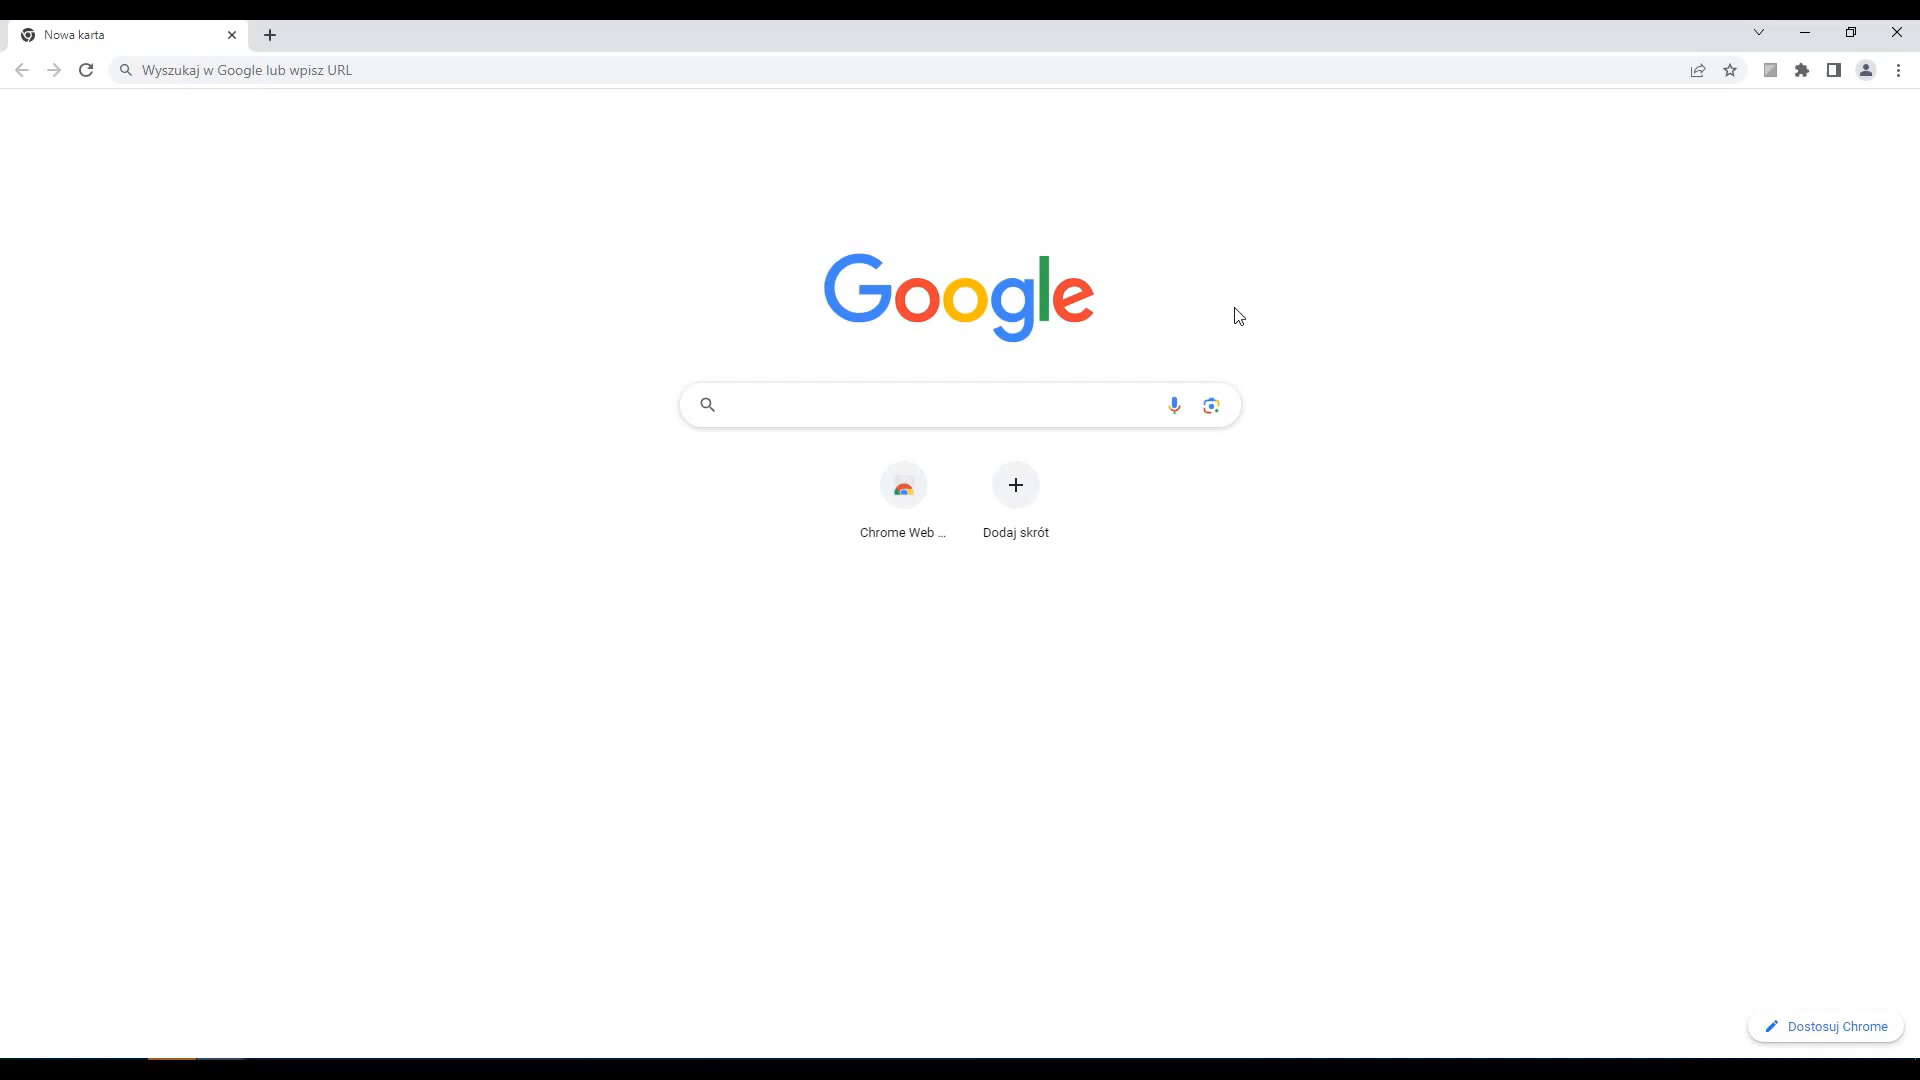 Nowa karta
Wyszukaj w Google lub wpisz URL
Google
Chrome Web ...
Dodaj skrót
Dostosuj Chrome